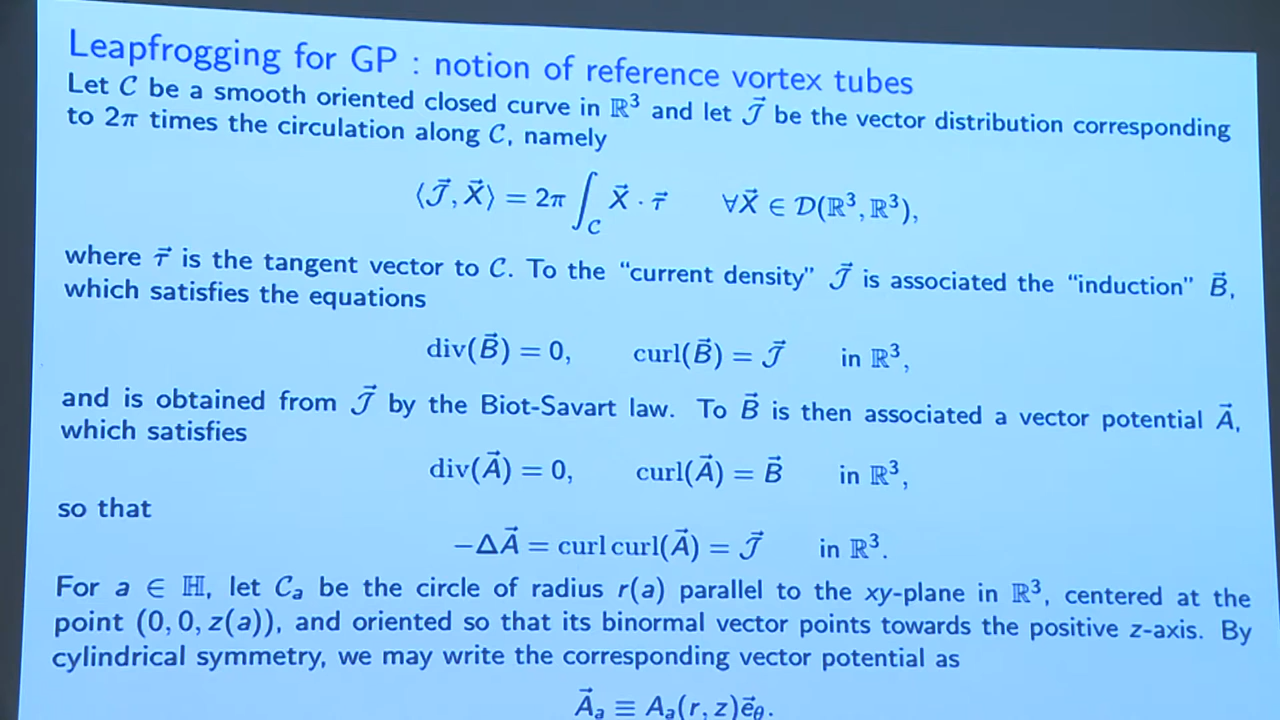 Leapfrogging for GP : notion of reference vortex tubes
Let 𝒞 be a smooth oriented closed curve in ℝ³ and let 𝒥⃗ be the vector distribution corresponding
to 2π times the circulation along 𝒞, namely
⟨𝒥⃗, X⃗⟩ = 2π ∫_𝒞 X⃗ · τ⃗ ∀X⃗ ∈ 𝒟(ℝ³, ℝ³),
where τ⃗ is the tangent vector to 𝒞. To the “current density” 𝒥⃗ is associated the “induction” B⃗,
which satisfies the equations
div(B⃗) = 0, curl(B⃗) = 𝒥⃗ in ℝ³,
and is obtained from 𝒥⃗ by the Biot-Savart law. To B⃗ is then associated a vector potential A⃗,
which satisfies
div(A⃗) = 0, curl(A⃗) = B⃗ in ℝ³,
so that
−ΔA⃗ = curl curl(A⃗) = 𝒥⃗ in ℝ³.
For a ∈ ℍ, let 𝒞ₐ be the circle of radius r(a) parallel to the xy-plane in ℝ³, centered at the
point (0, 0, z(a)), and oriented so that its binormal vector points towards the positive z-axis. By
cylindrical symmetry, we may write the corresponding vector potential as
A⃗ₐ ≡ Aₐ(r, z)e⃗_θ.